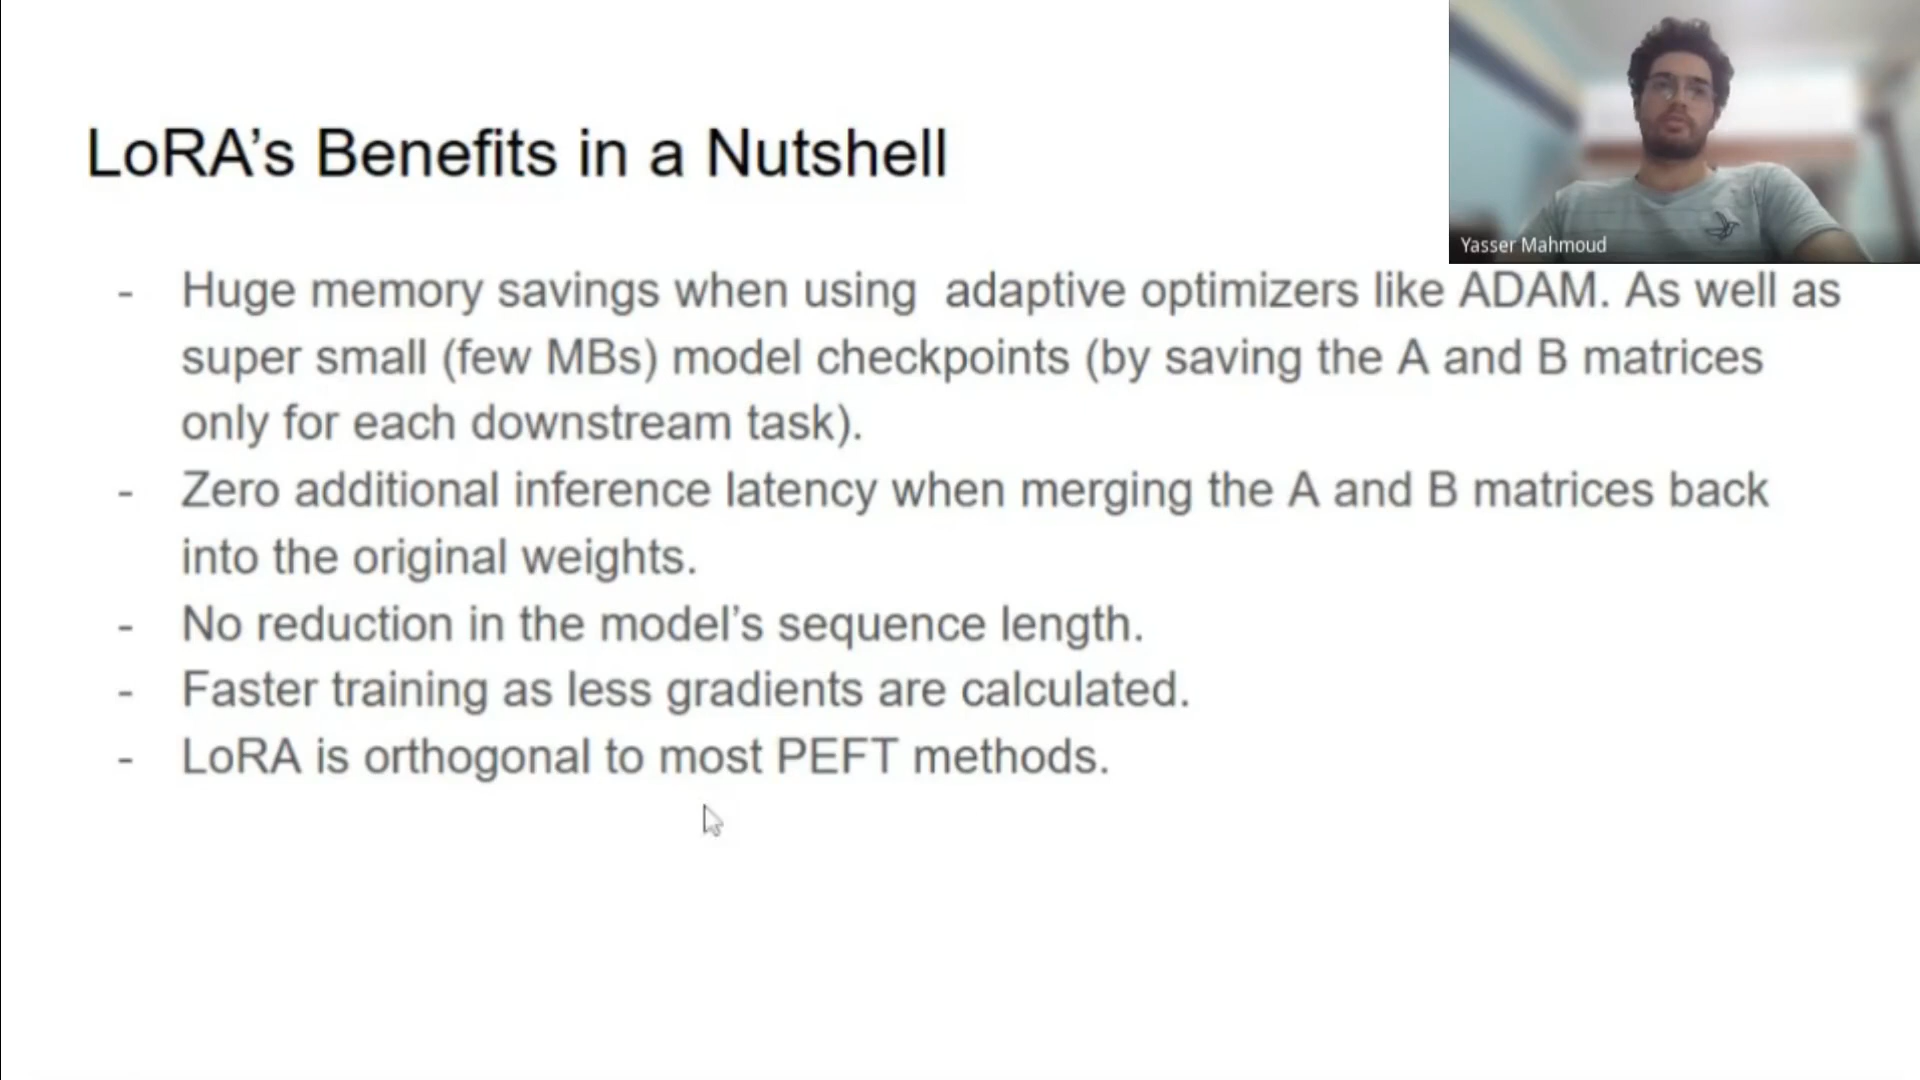 LoRA’s Benefits in a Nutshell
Yasser Mahmoud
- Huge memory savings when using  adaptive optimizers like ADAM. As well as
super small (few MBs) model checkpoints (by saving the A and B matrices
only for each downstream task).
- Zero additional inference latency when merging the A and B matrices back
into the original weights.
- No reduction in the model’s sequence length.
- Faster training as less gradients are calculated.
- LoRA is orthogonal to most PEFT methods.